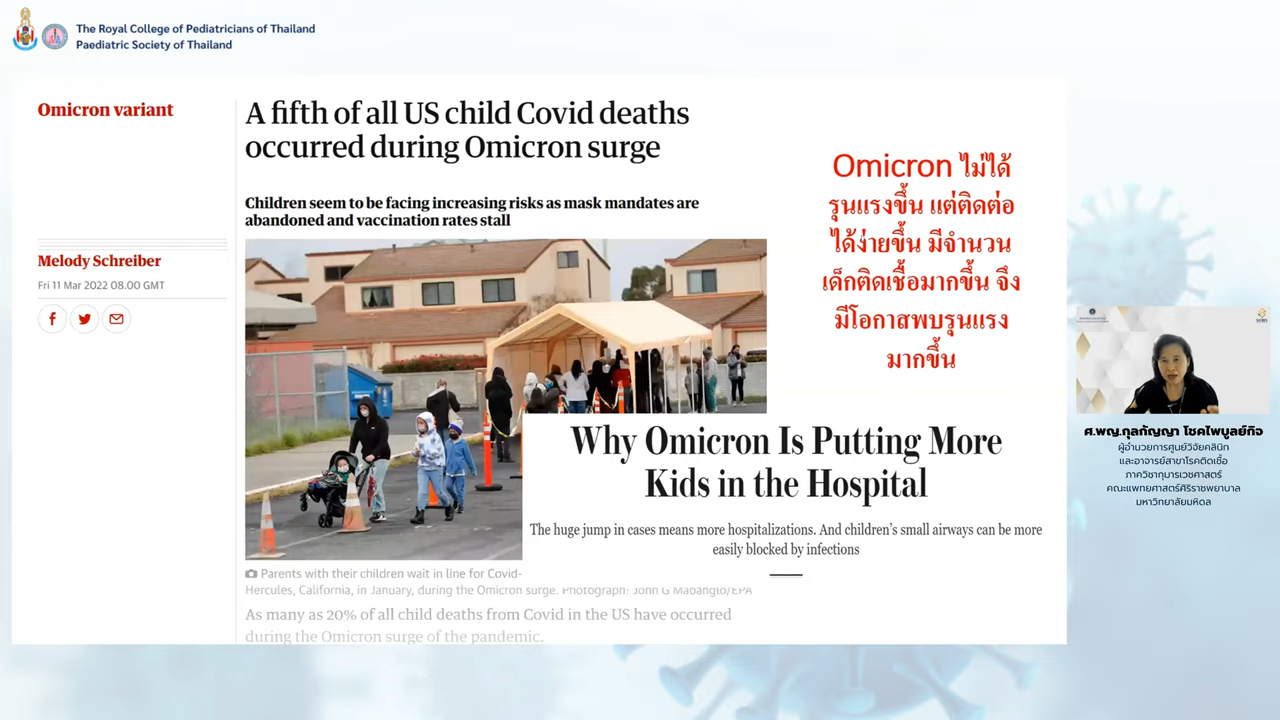 The Royal College of Pediatricians of Thailand
Paediatric Society of Thailand
Omicron variant
A fifth of all US child Covid deaths
occurred during Omicron surge
Children seem to be facing increasing risks as mask mandates are
abandoned and vaccination rates stall
Melody Schreiber
Fri 11 Mar 2022 08.00 GMT
Parents with their children wait in line for Covid-
Hercules, California, in January, during the Omicron surge. Photograph: John G Mabanglo/EPA
As many as 20% of all child deaths from Covid in the US have occurred
during the Omicron surge of the pandemic.
Omicron ไม่ได้
รุนแรงขึ้น แต่ติดต่อ
ได้ง่ายขึ้น มีจำนวน
เด็กติดเชื้อมากขึ้น จึง
มีโอกาสพบรุนแรง
มากขึ้น
Why Omicron Is Putting More
Kids in the Hospital
The huge jump in cases means more hospitalizations. And children’s small airways can be more
easily blocked by infections
ศ.พญ.กุลกัญญา โชคไพบูลย์กิจ
ผู้อำนวยการศูนย์วิจัยคลินิก
และอาจารย์สาขาโรคติดเชื้อ
ภาควิชากุมารเวชศาสตร์
คณะแพทยศาสตร์ศิริราชพยาบาล
มหาวิทยาลัยมหิดล